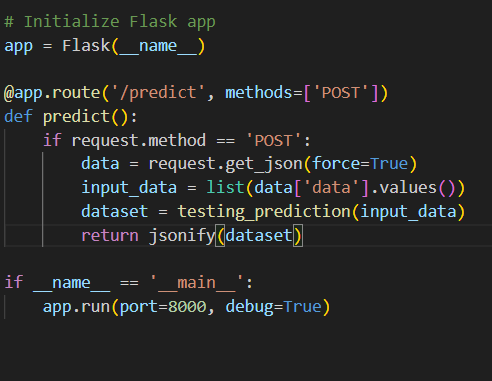 # Initialize Flask app
app = Flask(__name__)
@app.route('/predict', methods=['POST'])
def predict():
if request.method == 'POST':
data = request.get_json(force=True)
input_data = list(data['data'].values())
dataset = testing_prediction(input_data)
return jsonify(dataset)
if __name__ == '__main__':
app.run(port=8000, debug=True)